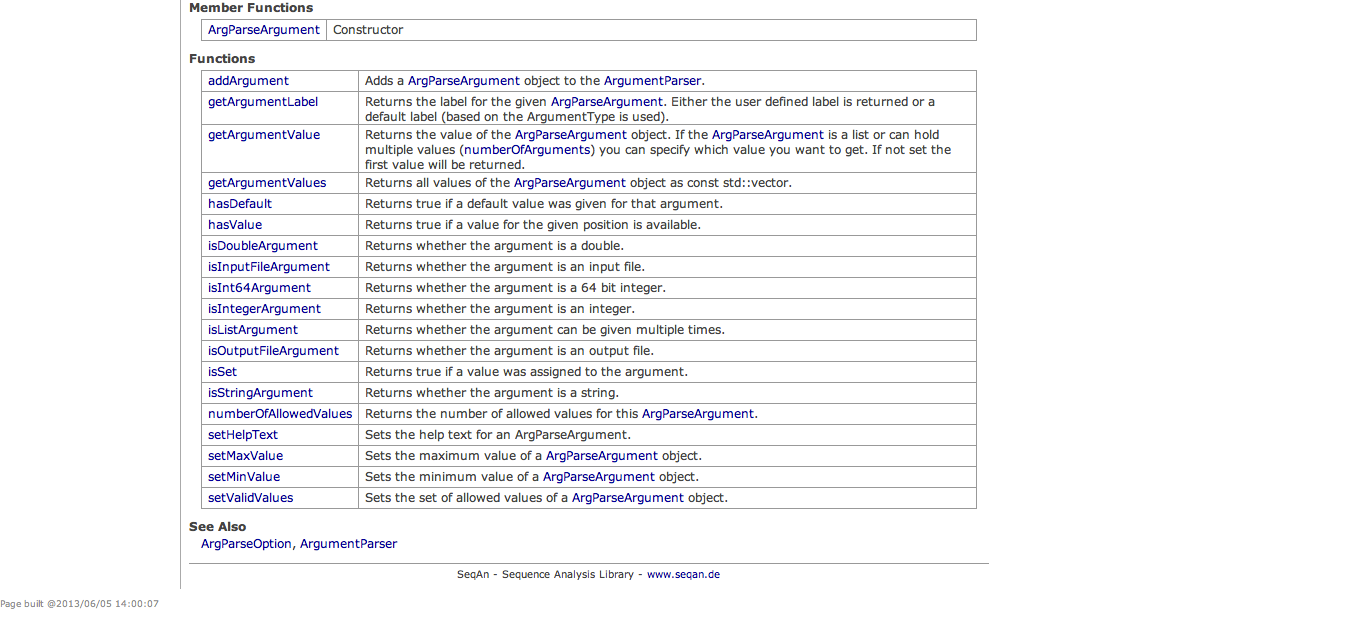 Member Functions
ArgParseArgument Constructor
Functions
addArgument Adds a ArgParseArgument object to the ArgumentParser.
getArgumentLabel Returns the label for the given ArgParseArgument. Either the user defined label is returned or a
default label (based on the ArgumentType is used).
getArgumentValue Returns the value of the ArgParseArgument object. If the ArgParseArgument is a list or can hold
multiple values (numberOfArguments) you can specify which value you want to get. If not set the
first value will be returned.
getArgumentValues Returns all values of the ArgParseArgument object as const std::vector.
hasDefault Returns true if a default value was given for that argument.
hasValue Returns true if a value for the given position is available.
isDoubleArgument Returns whether the argument is a double.
isInputFileArgument Returns whether the argument is an input file.
isInt64Argument Returns whether the argument is a 64 bit integer.
isIntegerArgument Returns whether the argument is an integer.
isListArgument Returns whether the argument can be given multiple times.
isOutputFileArgument Returns whether the argument is an output file.
isSet Returns true if a value was assigned to the argument.
isStringArgument Returns whether the argument is a string.
numberOfAllowedValues Returns the number of allowed values for this ArgParseArgument.
setHelpText Sets the help text for an ArgParseArgument.
setMaxValue Sets the maximum value of a ArgParseArgument object.
setMinValue Sets the minimum value of a ArgParseArgument object.
setValidValues Sets the set of allowed values of a ArgParseArgument object.
See Also
ArgParseOption, ArgumentParser
SeqAn - Sequence Analysis Library - www.seqan.de
Page built @2013/06/05 14:00:07